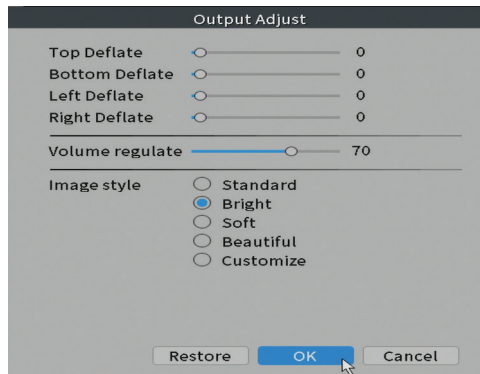 Output Adjust
Top Deflate 0
Bottom Deflate 0
Left Deflate 0
Right Deflate 0
Volume regulate 70
Image style Standard
Bright
Soft
Beautiful
Customize
Restore OK Cancel